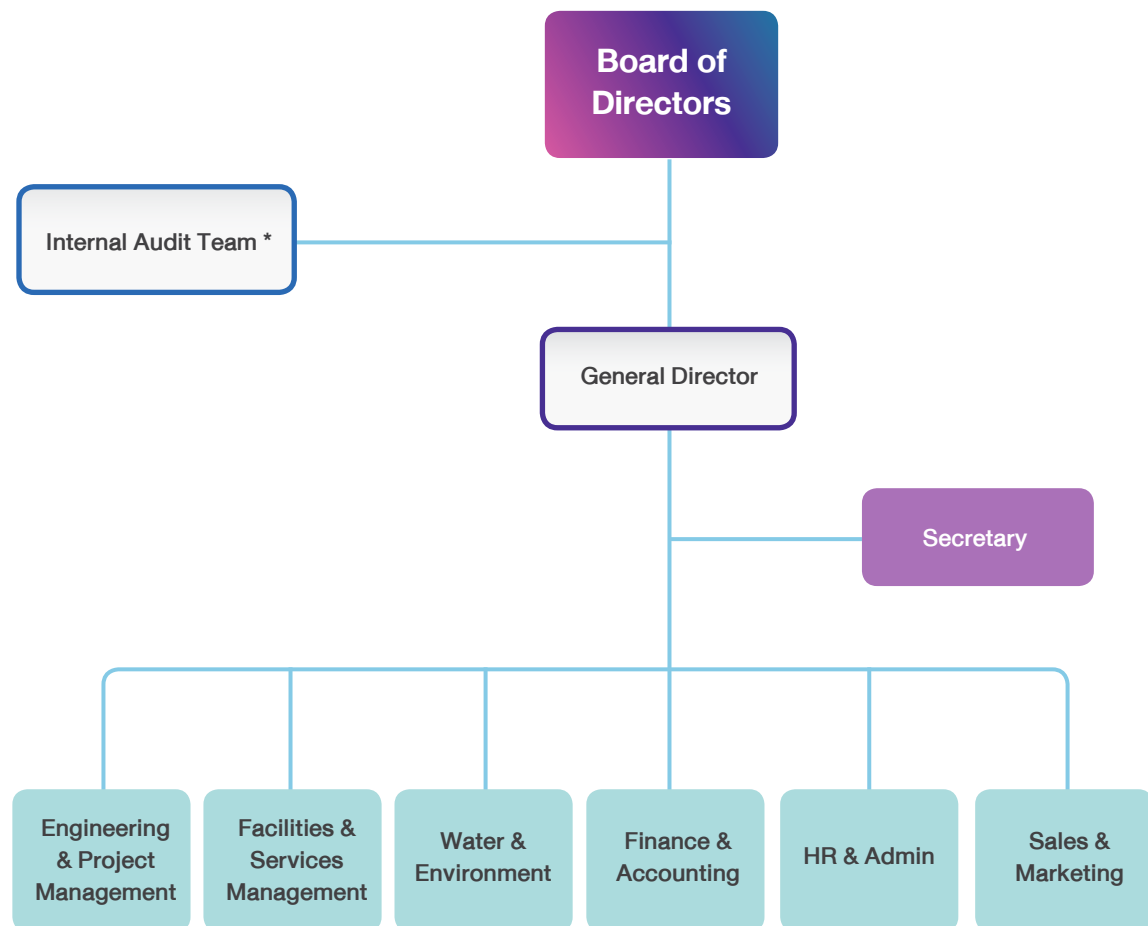 Board of
Directors
Internal Audit Team *
General Director
Secretary
Engineering
& Project
Management
Facilities &
Services
Management
Water &
Environment
Finance &
Accounting
HR & Admin
Sales &
Marketing